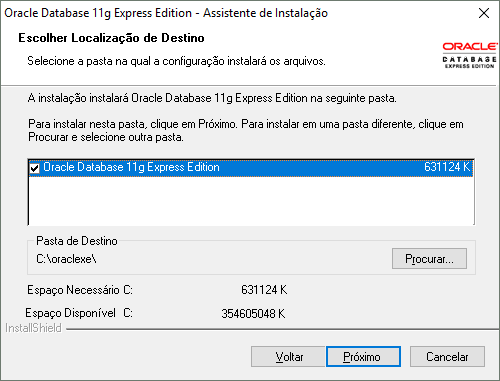 Oracle Database 11g Express Edition - Assistente de Instalação
Escolher Localização de Destino
Selecione a pasta na qual a configuração instalará os arquivos.
ORACLE
DATABASE
EXPRESS EDITION
A instalação instalará Oracle Database 11g Express Edition na seguinte pasta.
Para instalar nesta pasta, clique em Próximo. Para instalar em uma pasta diferente, clique em
Procurar e selecione outra pasta.
Oracle Database 11g Express Edition 631124 K
Pasta de Destino
C:\oraclexe\ Procurar...
Espaço Necessário C: 631124 K
Espaço Disponível C: 354605048 K
InstallShield
Voltar Próximo Cancelar